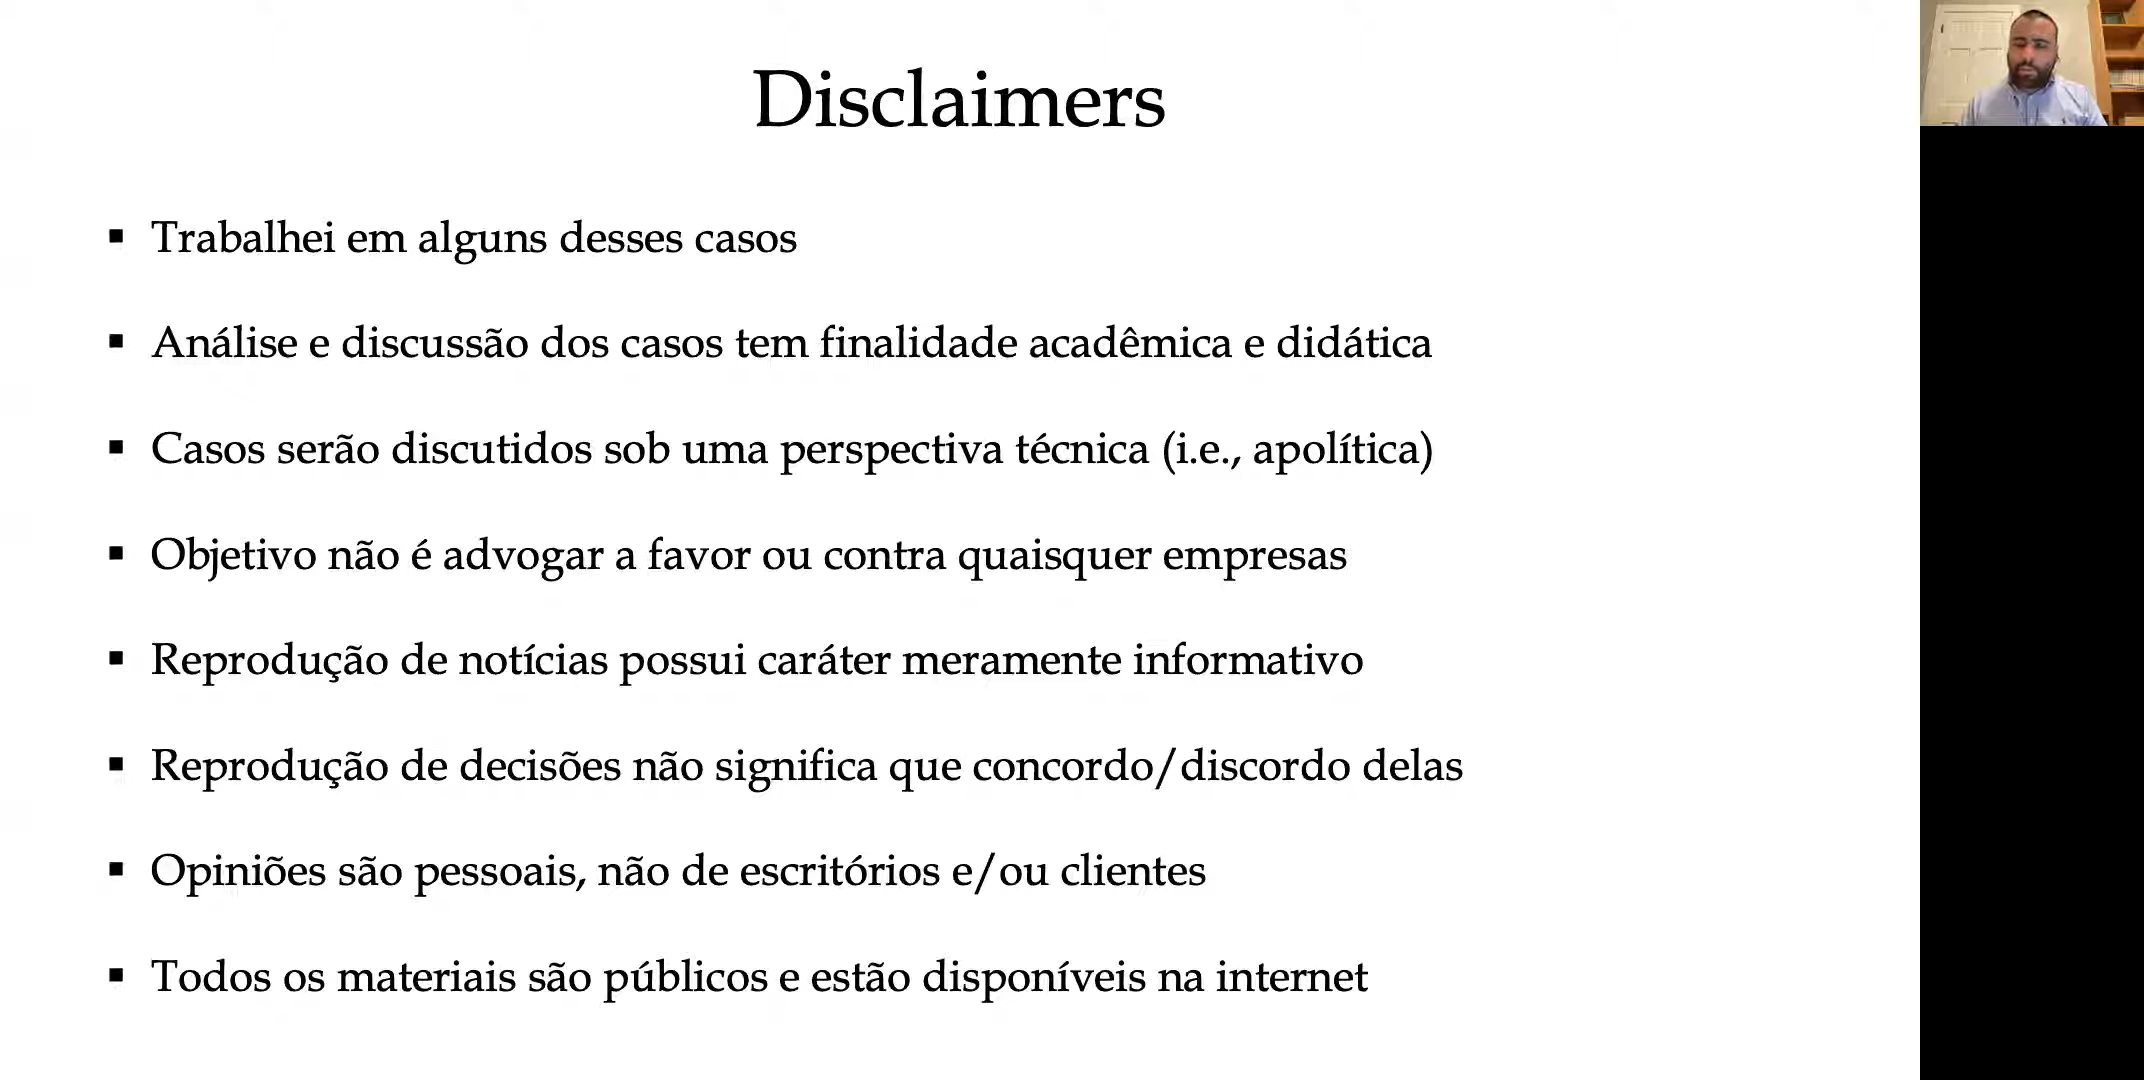 Disclaimers
▪ Trabalhei em alguns desses casos
▪ Análise e discussão dos casos tem finalidade acadêmica e didática
▪ Casos serão discutidos sob uma perspectiva técnica (i.e., apolítica)
▪ Objetivo não é advogar a favor ou contra quaisquer empresas
▪ Reprodução de notícias possui caráter meramente informativo
▪ Reprodução de decisões não significa que concordo/discordo delas
▪ Opiniões são pessoais, não de escritórios e/ou clientes
▪ Todos os materiais são públicos e estão disponíveis na internet